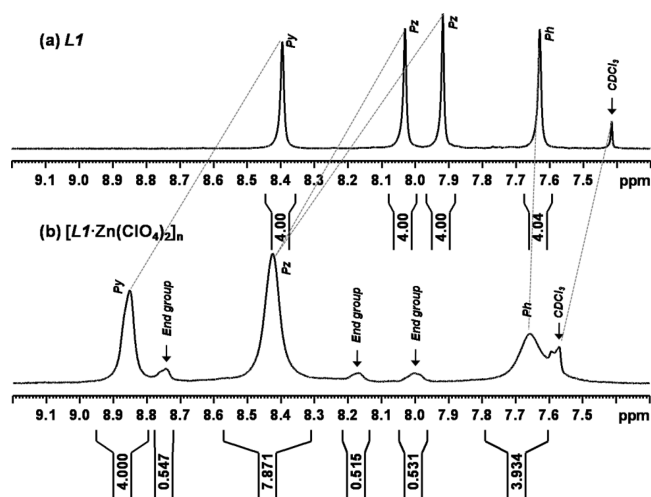 (a) L1
Py
Pz
Pz
Ph
CDCl3
9.1 9.0 8.9 8.8 8.7 8.6 8.5 8.4 8.3 8.2 8.1 8.0 7.9 7.8 7.7 7.6 7.5 ppm
4.00 4.00 4.00 4.04
(b) [L1·Zn(ClO4)2]n
Py
End group
Pz
End group
End group
Ph
CDCl3
9.1 9.0 8.9 8.8 8.7 8.6 8.5 8.4 8.3 8.2 8.1 8.0 7.9 7.8 7.7 7.6 7.5 ppm
4.000 0.547 7.871 0.515 0.531 3.934